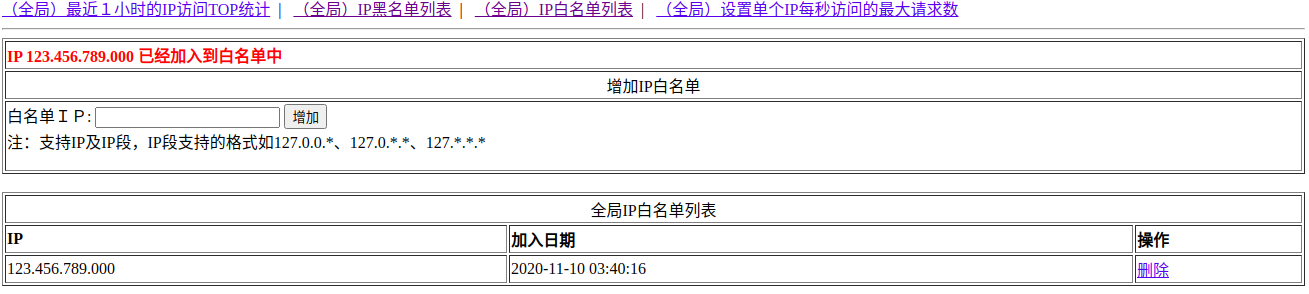 （全局）最近１小时的IP访问TOP统计 | （全局）IP黑名单列表 | （全局）IP白名单列表 | （全局）设置单个IP每秒访问的最大请求数
IP 123.456.789.000 已经加入到白名单中
增加IP白名单
白名单ＩＰ: 增加
注：支持IP及IP段，IP段支持的格式如127.0.0.*、127.0.*.*、127.*.*.*
全局IP白名单列表
IP 加入日期 操作
123.456.789.000 2020-11-10 03:40:16 删除